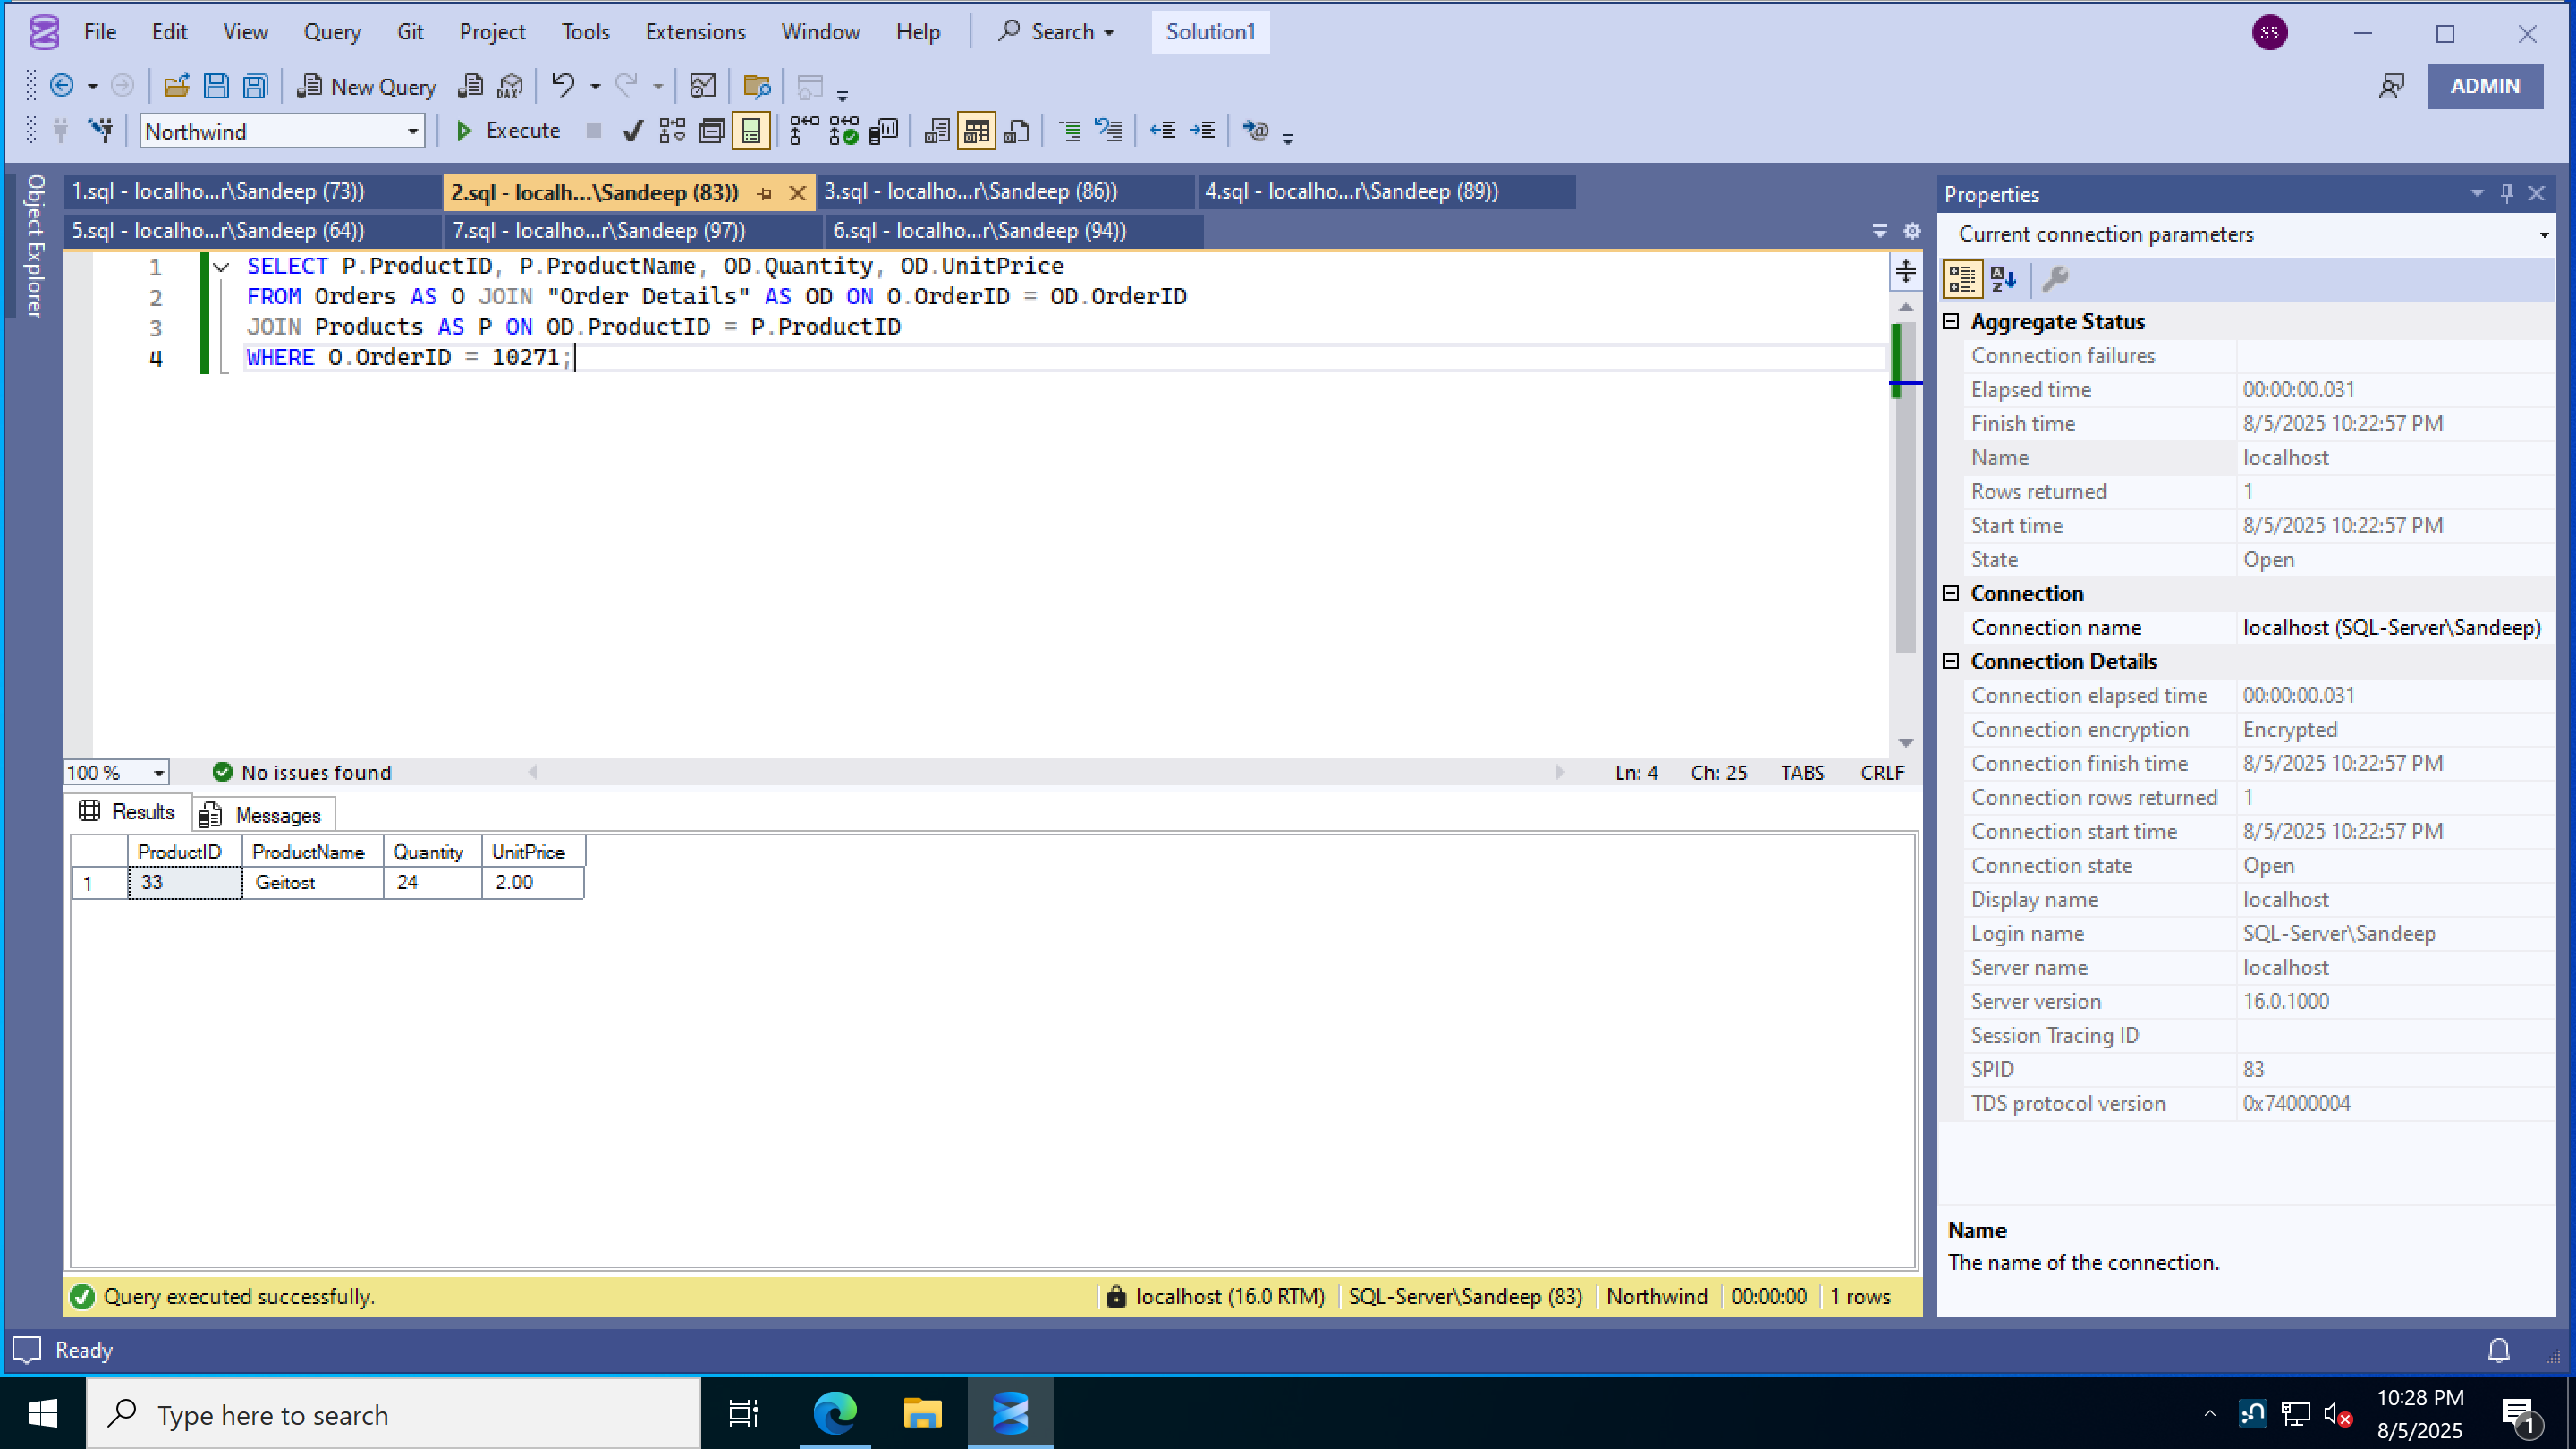 File Edit View Query Git Project Tools Extensions Window Help Search Solution1 SS
New Query DAX ADMIN
Northwind Execute
Object Explorer
1.sql - localho...r\Sandeep (73)) 2.sql - localh...\Sandeep (83)) 3.sql - localho...r\Sandeep (86)) 4.sql - localho...r\Sandeep (89))
5.sql - localho...r\Sandeep (64)) 7.sql - localho...r\Sandeep (97)) 6.sql - localho...r\Sandeep (94))
1 SELECT P.ProductID, P.ProductName, OD.Quantity, OD.UnitPrice
2 FROM Orders AS O JOIN "Order Details" AS OD ON O.OrderID = OD.OrderID
3 JOIN Products AS P ON OD.ProductID = P.ProductID
4 WHERE O.OrderID = 10271;
100 % No issues found Ln: 4 Ch: 25 TABS CRLF
Results Messages
ProductID ProductName Quantity UnitPrice
1 33 Geitost 24 2.00
Query executed successfully. localhost (16.0 RTM) SQL-Server\Sandeep (83) Northwind 00:00:00 1 rows
Properties
Current connection parameters
Aggregate Status
Connection failures
Elapsed time 00:00:00.031
Finish time 8/5/2025 10:22:57 PM
Name localhost
Rows returned 1
Start time 8/5/2025 10:22:57 PM
State Open
Connection
Connection name localhost (SQL-Server\Sandeep)
Connection Details
Connection elapsed time 00:00:00.031
Connection encryption Encrypted
Connection finish time 8/5/2025 10:22:57 PM
Connection rows returned 1
Connection start time 8/5/2025 10:22:57 PM
Connection state Open
Display name localhost
Login name SQL-Server\Sandeep
Server name localhost
Server version 16.0.1000
Session Tracing ID
SPID 83
TDS protocol version 0x74000004
Name
The name of the connection.
Ready
Type here to search
10:28 PM
8/5/2025
1